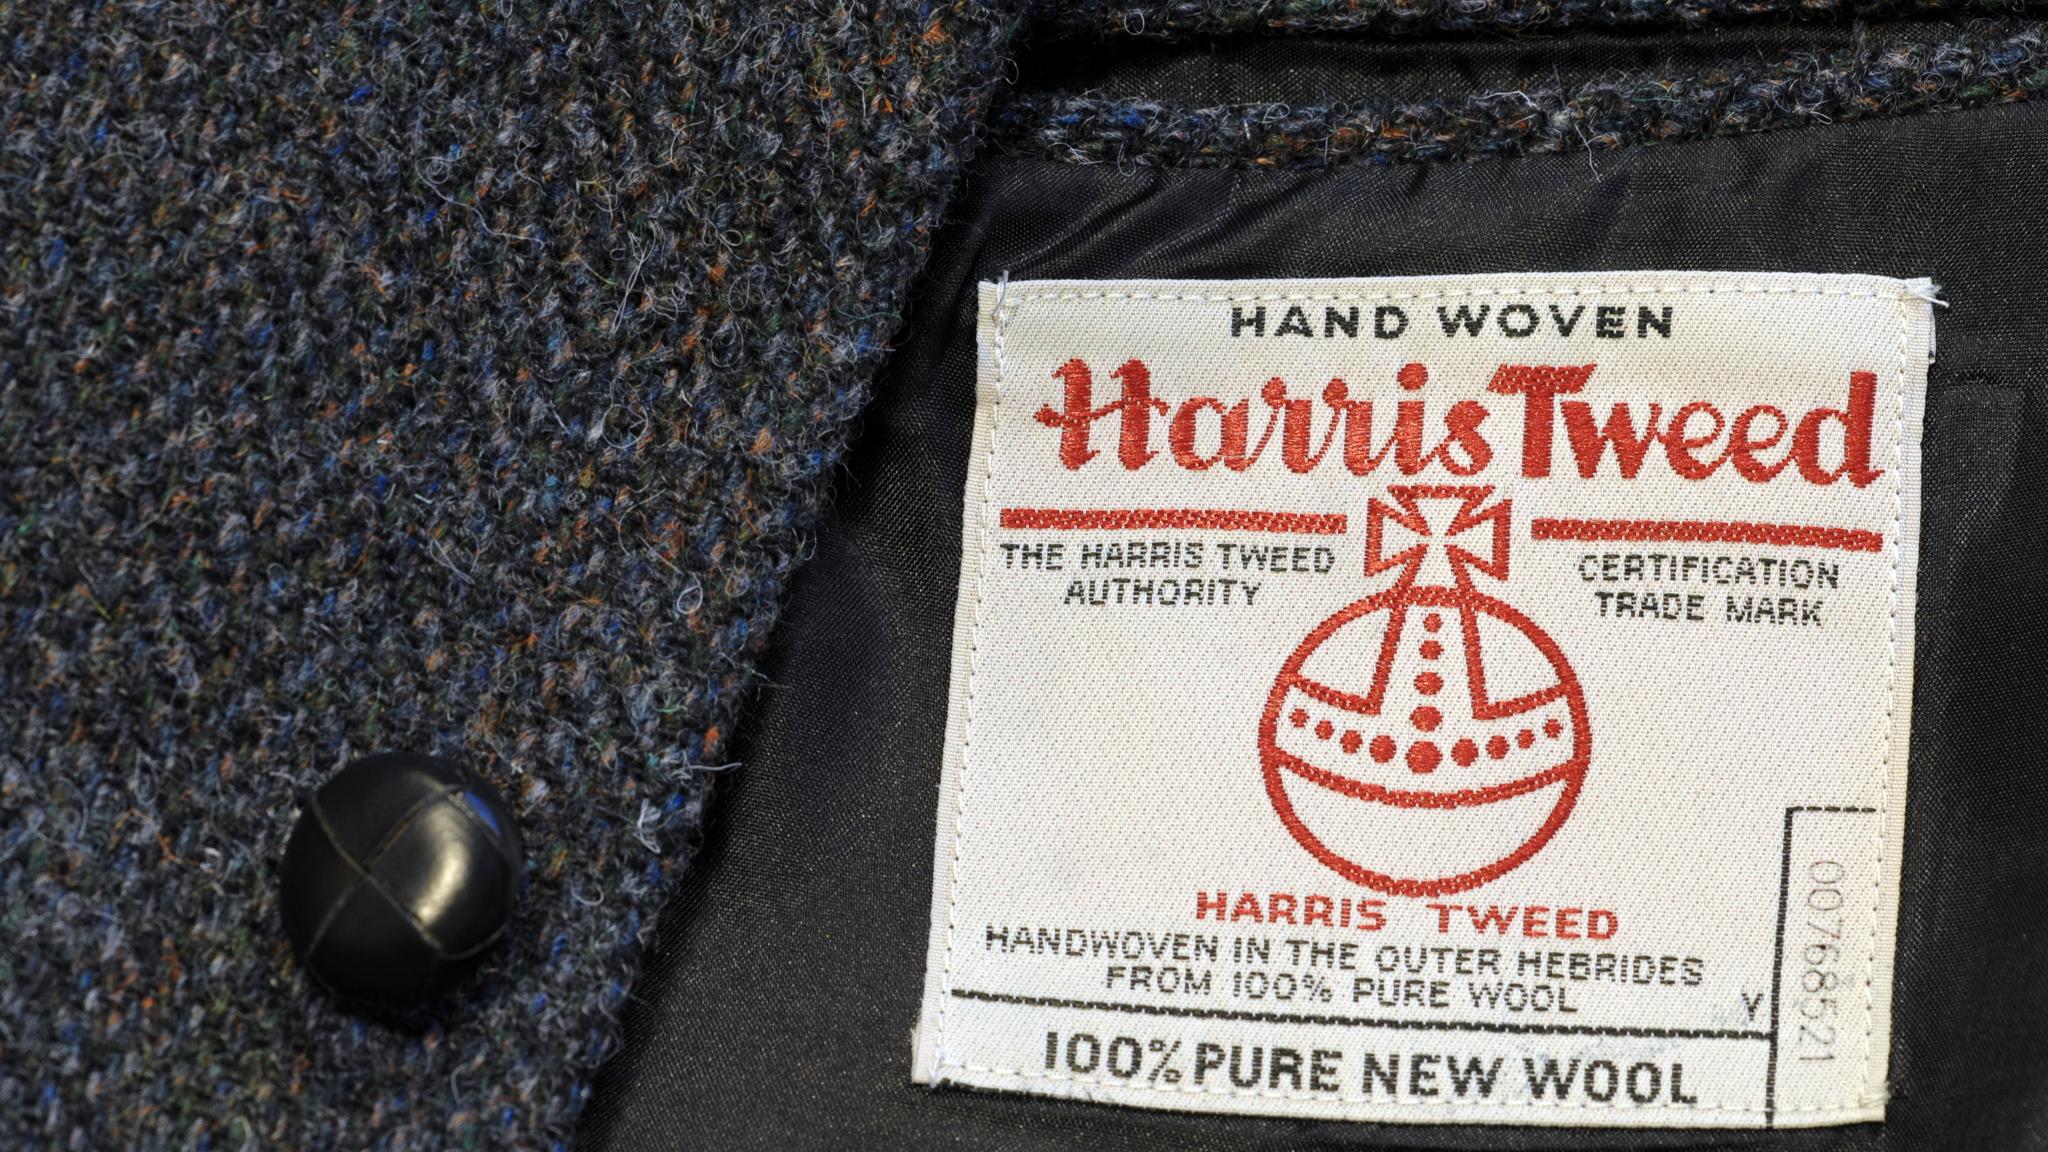 HAND WOVEN
Harris Tweed
THE HARRIS TWEED
AUTHORITY
CERTIFICATION
TRADE MARK
HARRIS TWEED
HANDWOVEN IN THE OUTER HEBRIDES
FROM 100% PURE WOOL
Y
100% PURE NEW WOOL
007685521